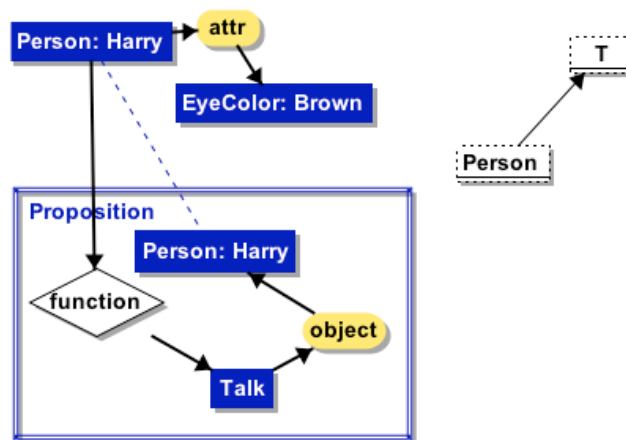 Person: Harry
attr
EyeColor: Brown
T
Person
Proposition
Person: Harry
function
object
Talk